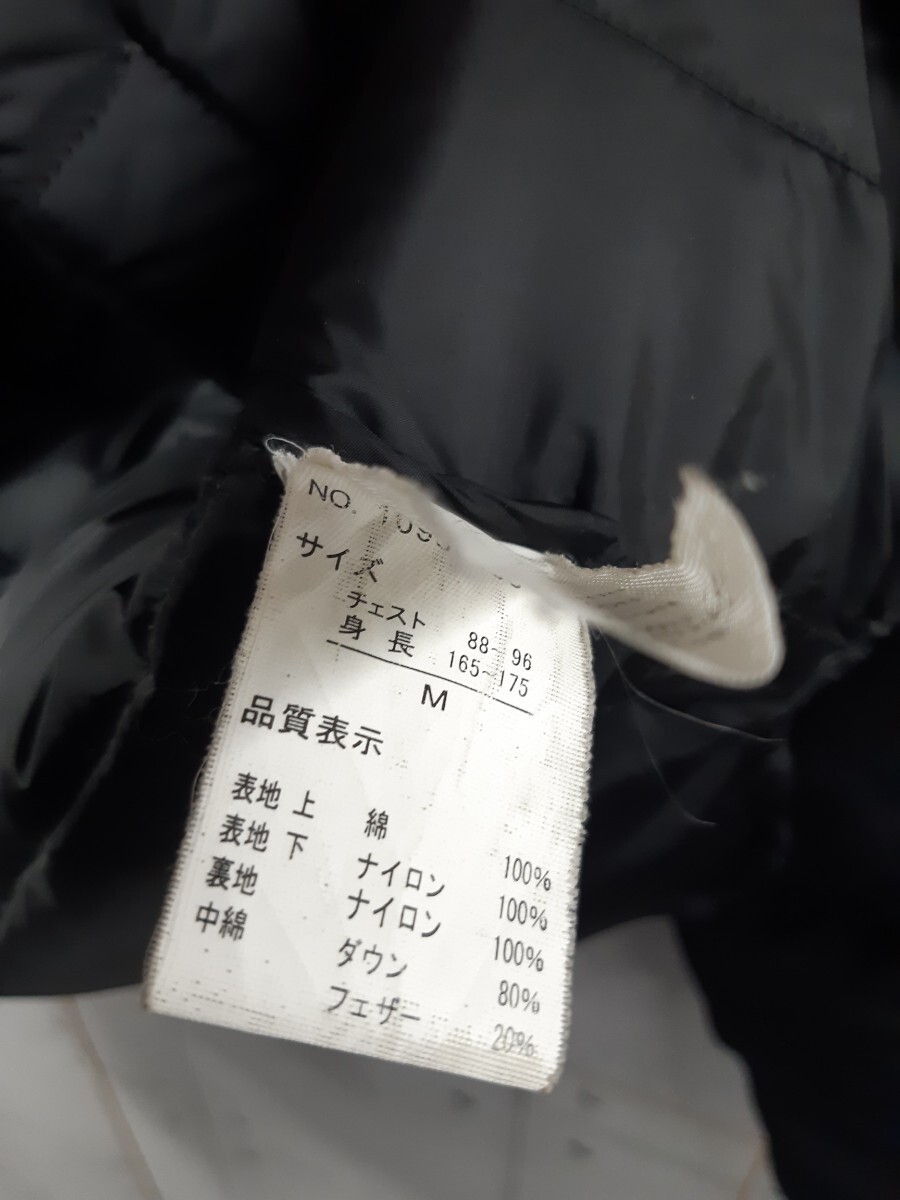 NO.
サイズ
チェスト 88~ 96
身長 165~175
M
品質表示
表地 上 綿 100%
表地 下 ナイロン 100%
裏地 ナイロン 100%
中綿 ダウン 80%
フェザー 20%